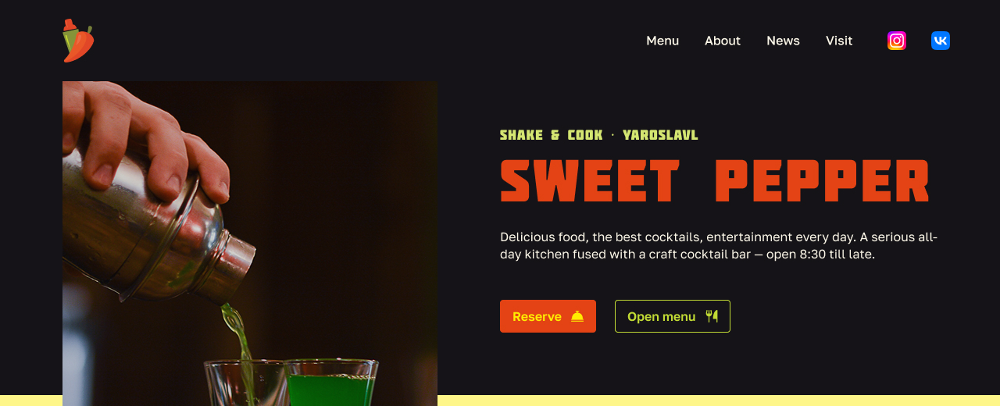 Menu About News Visit
SHAKE & COOK · YAROSLAVL
SWEET PEPPER
Delicious food, the best cocktails, entertainment every day. A serious all-
day kitchen fused with a craft cocktail bar — open 8:30 till late.
Reserve Open menu